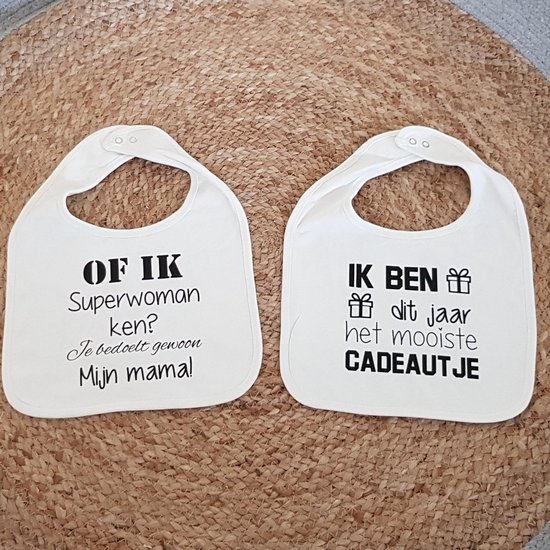 OF IK
Superwoman
ken?
Je bedoelt gewoon
Mijn mama!
IK BEN
dit jaar
het mooiste
CADEAUTJE